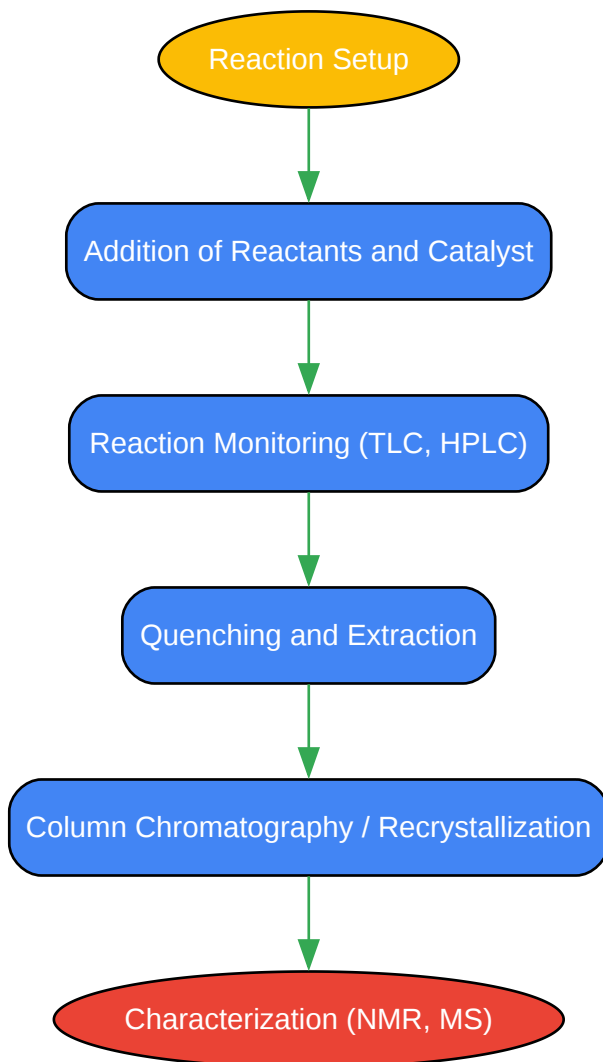 Reaction Setup
Addition of Reactants and Catalyst
Reaction Monitoring (TLC, HPLC)
Quenching and Extraction
Column Chromatography / Recrystallization
Characterization (NMR, MS)